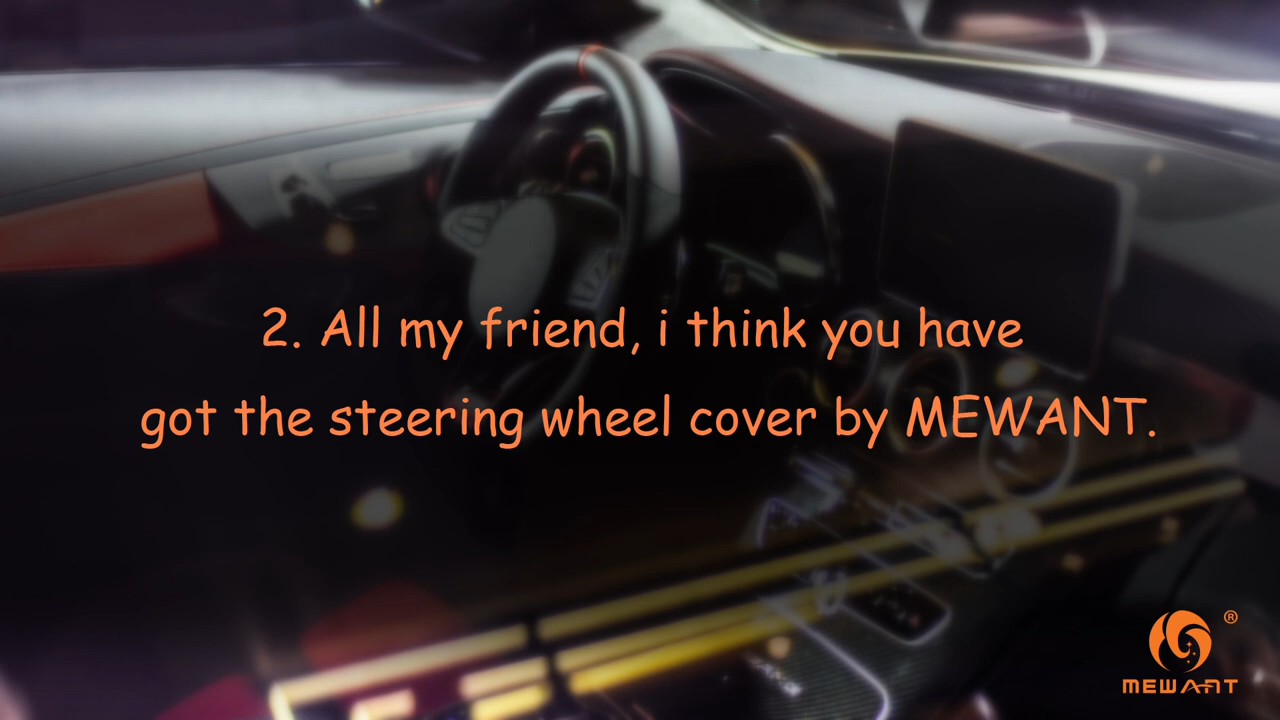 2. All my friend, i think you have
got the steering wheel cover by MEWANT.
®
MEWANT